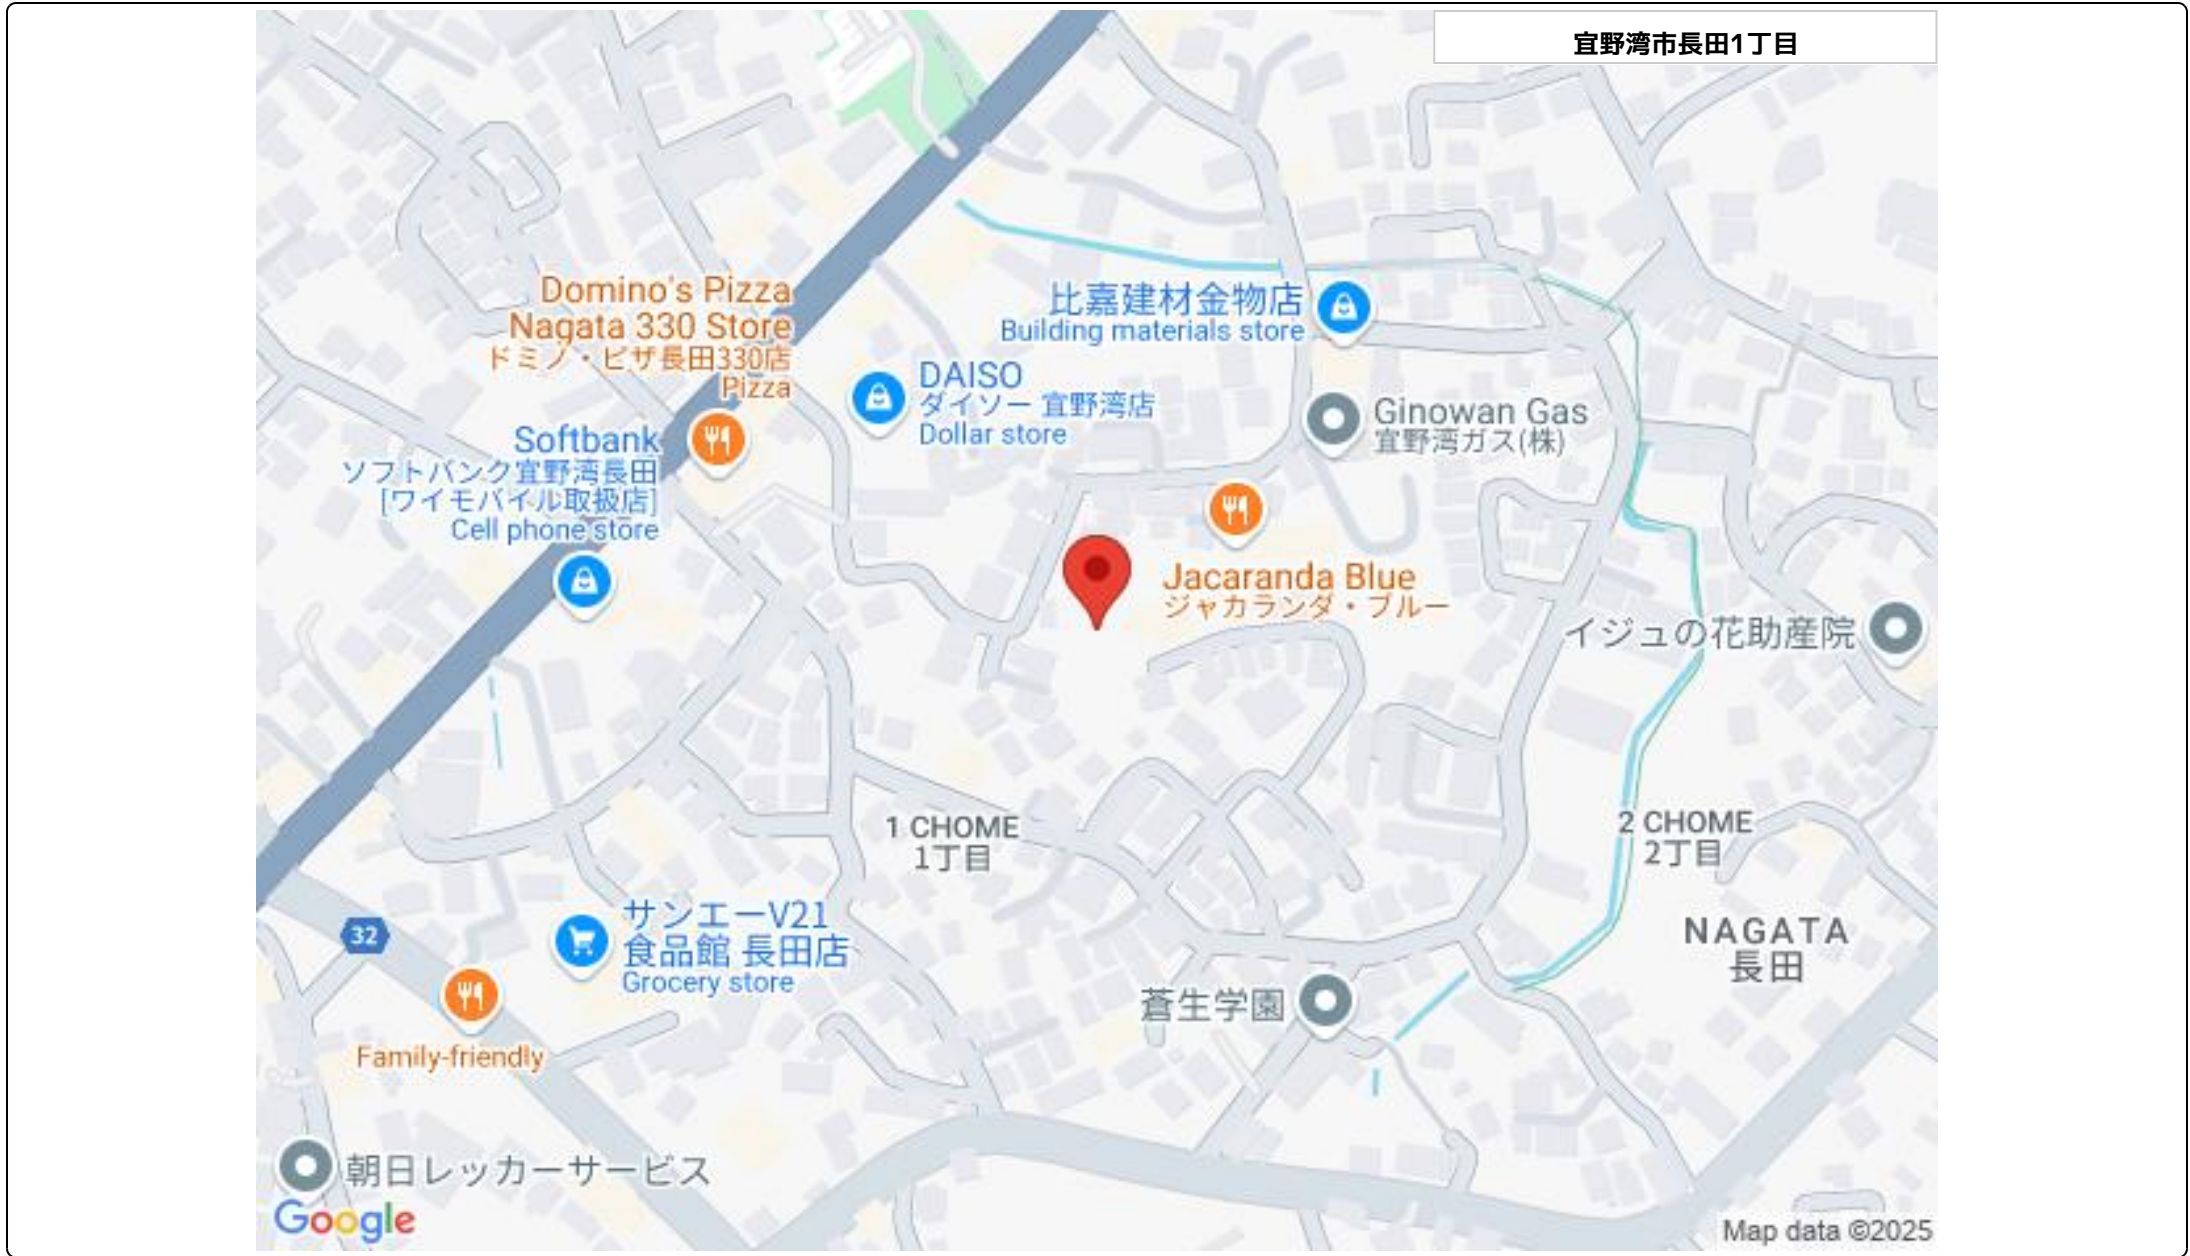 宜野湾市長田1丁目
Domino's Pizza
Nagata 330 Store
ドミノ・ピザ長田330店
Pizza
比嘉建材金物店
Building materials store
DAISO
ダイソー 宜野湾店
Dollar store
Ginowan Gas
宜野湾ガス(株)
Softbank
ソフトバンク宜野湾長田
[ワイモバイル取扱店]
Cell phone store
Jacaranda Blue
ジャカランダ・ブルー
イジュの花助産院
1 CHOME
1丁目
2 CHOME
2丁目
NAGATA
長田
サンエーV21
食品館 長田店
Grocery store
32
Family-friendly
蒼生学園
朝日レッカーサービス
Google
Map data ©2025